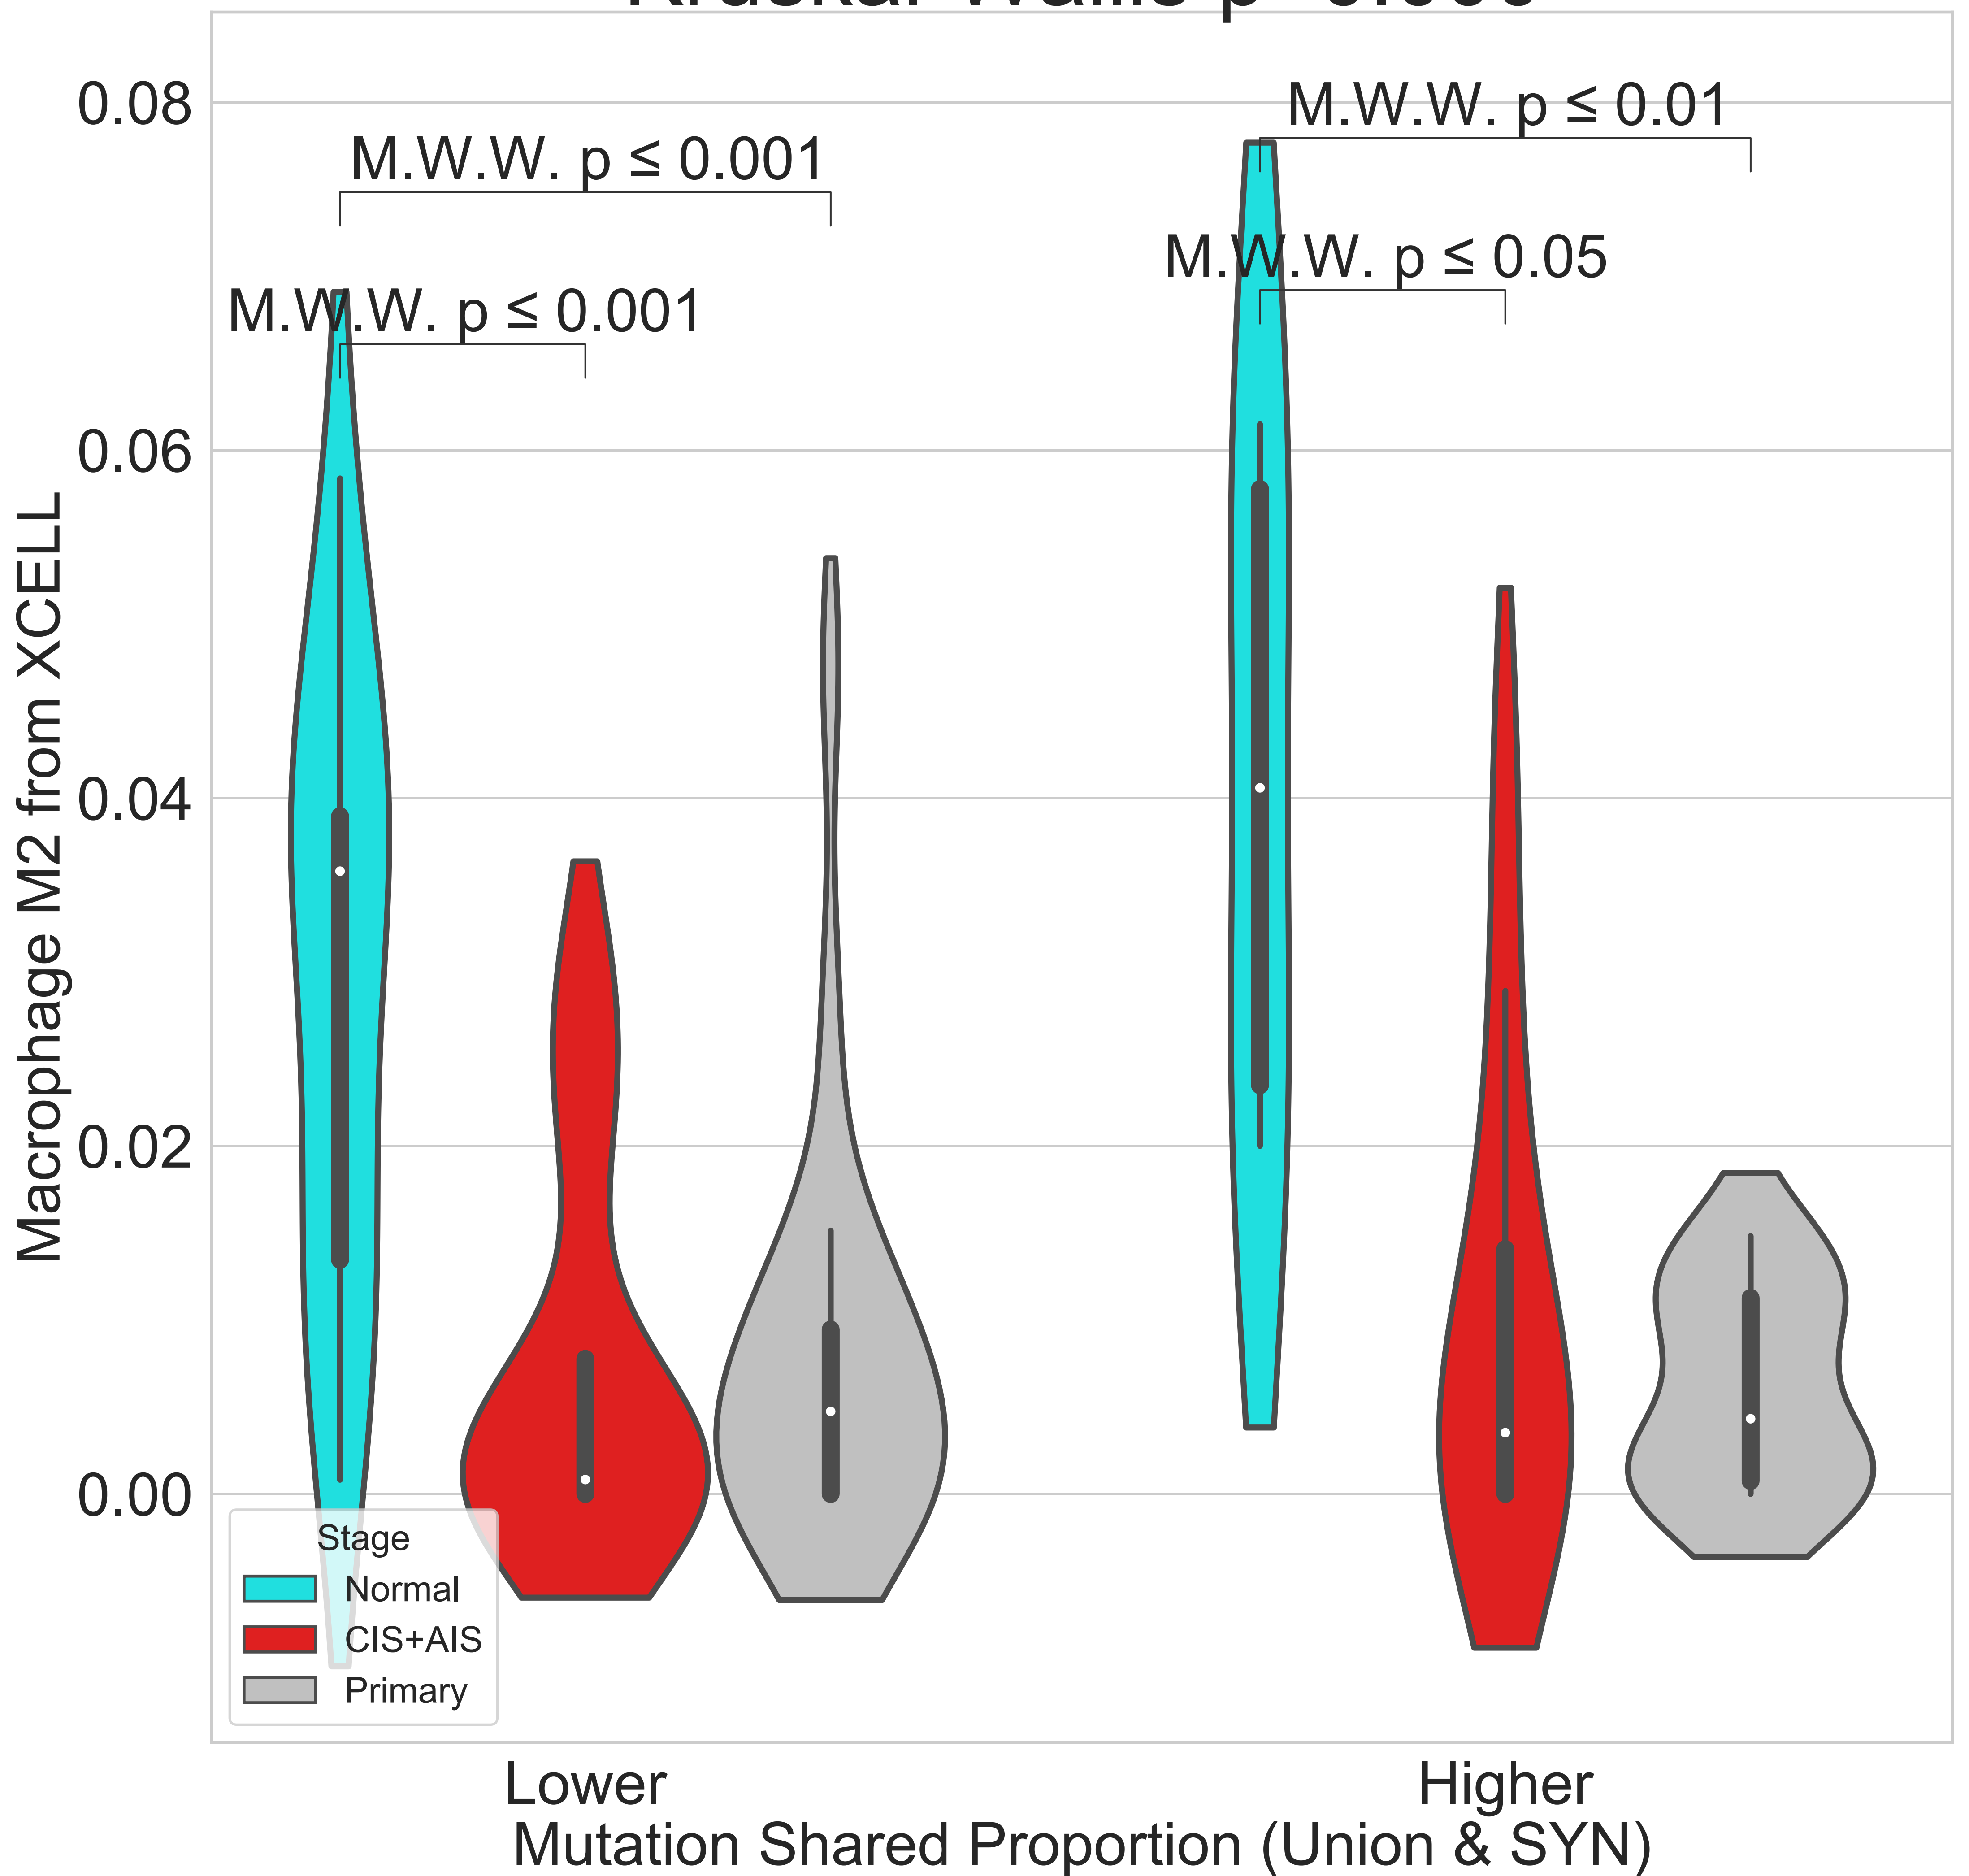 0.08
0.06
0.04
0.02
0.00
Macrophage M2 from XCELL
M.W.W. p ≤ 0.001
M.W.W. p ≤ 0.001
M.W.W. p ≤ 0.01
M.W.W. p ≤ 0.05
Stage
Normal
CIS+AIS
Primary
Lower
Higher
Mutation Shared Proportion (Union & SYN)